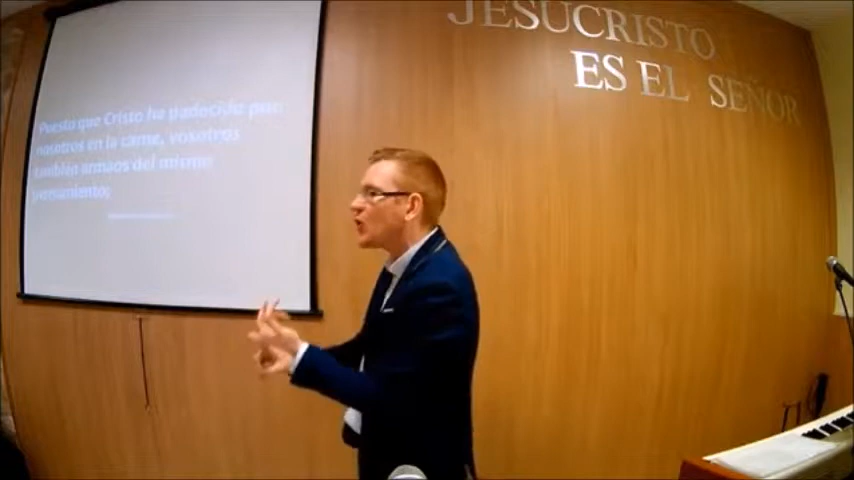 JESUCRISTO
ES EL SEÑOR
Puesto que Cristo ha padecido por
nosotros en la carne, vosotros
también armaos del mismo
pensamiento;